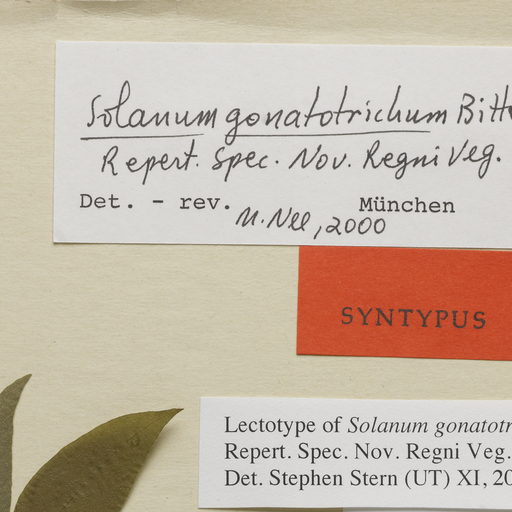 Solanum gonatotrichum Bitte
Repert. Spec. Nov. Regni Veg.
Det. - rev. München
M. Nee, 2000
SYNTYPUS
Lectotype of Solanum gonatotr
Repert. Spec. Nov. Regni Veg.
Det. Stephen Stern (UT) XI, 20